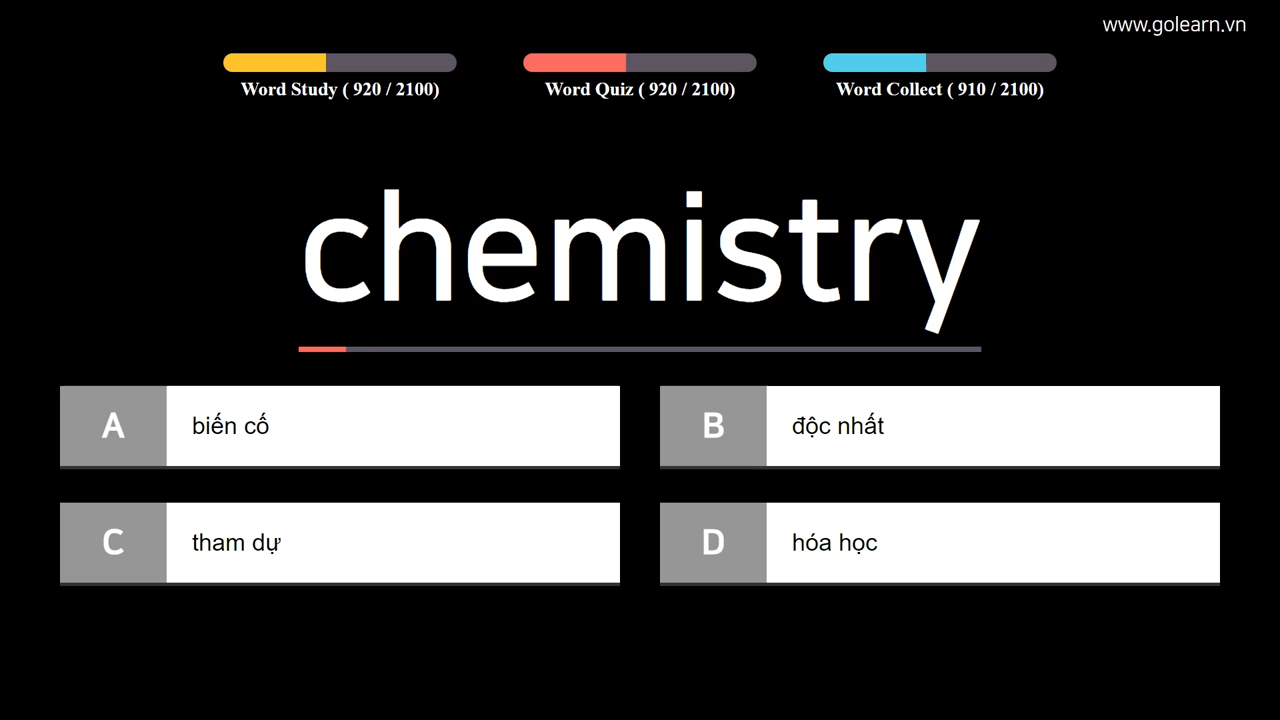 www.golearn.vn
Word Study ( 920 / 2100)
Word Quiz ( 920 / 2100)
Word Collect ( 910 / 2100)
chemistry
A biến cố
B độc nhất
C tham dự
D hóa học